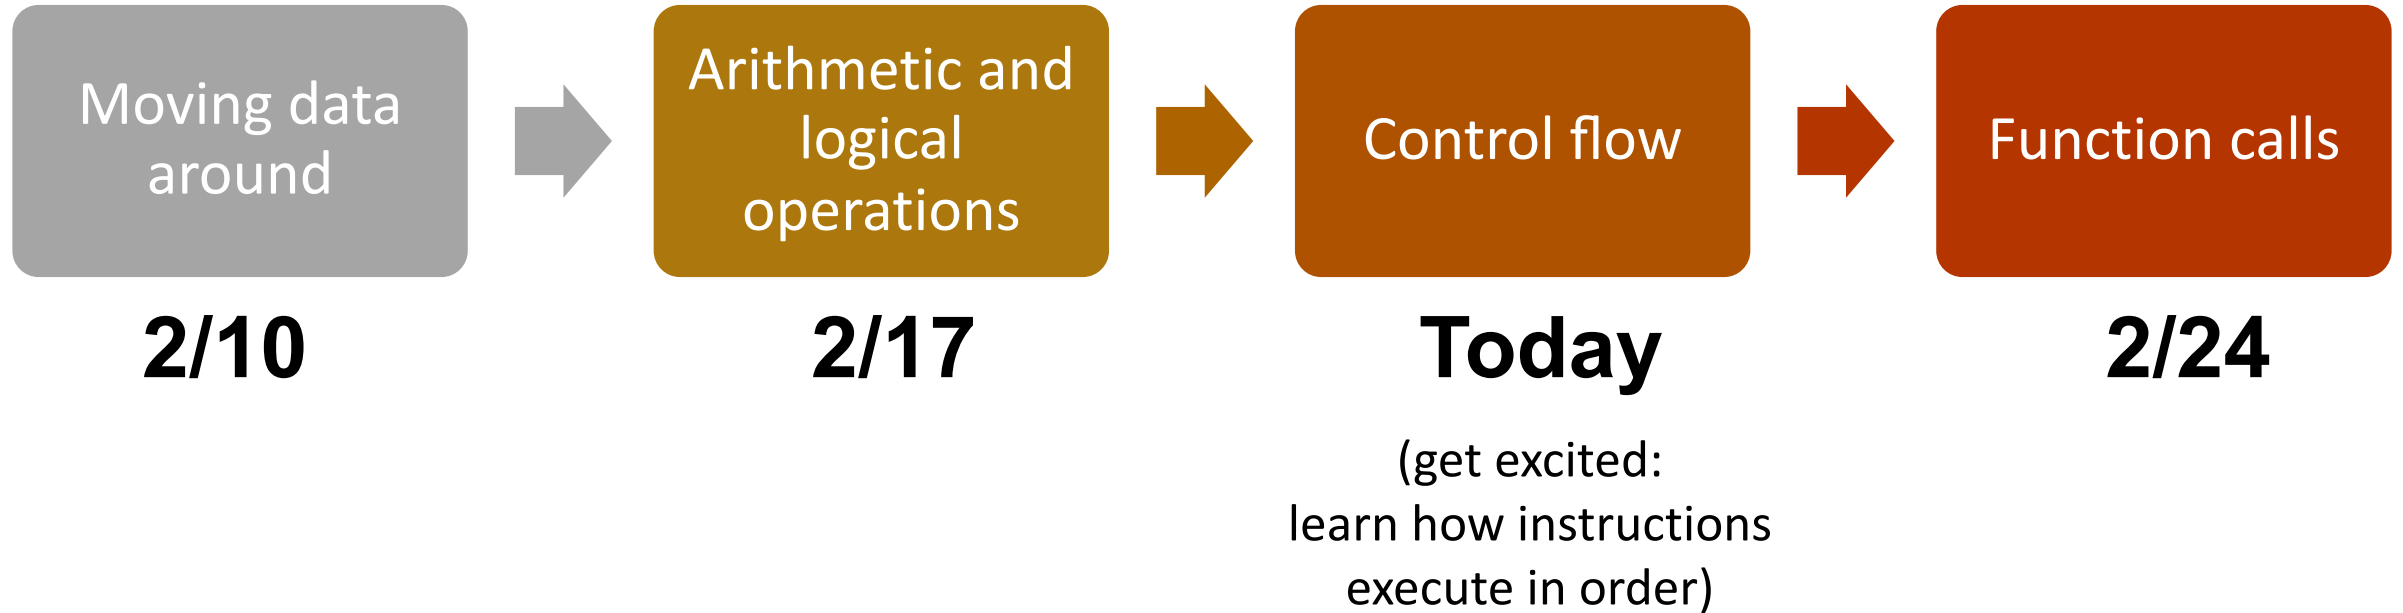 Moving data
around
Arithmetic and
logical
operations
Control flow
Function calls
2/10
2/17
Today
2/24
(get excited:
learn how instructions
execute in order)